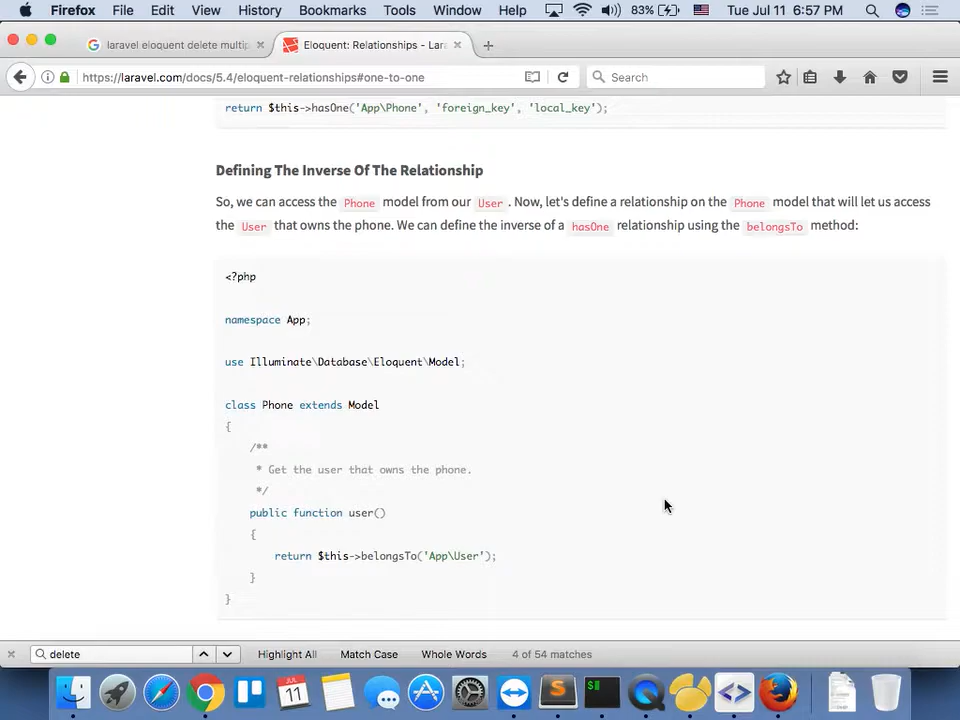 Firefox File Edit View History Bookmarks Tools Window Help 83% Tue Jul 11 6:57 PM
laravel eloquent delete multip
Eloquent: Relationships - Lara
https://laravel.com/docs/5.4/eloquent-relationships#one-to-one
Search
return $this->hasOne('App\Phone', 'foreign_key', 'local_key');
Defining The Inverse Of The Relationship
So, we can access the Phone model from our User . Now, let's define a relationship on the Phone model that will let us access
the User that owns the phone. We can define the inverse of a hasOne relationship using the belongsTo method:
<?php
namespace App;
use Illuminate\Database\Eloquent\Model;
class Phone extends Model
{
/**
* Get the user that owns the phone.
*/
public function user()
{
return $this->belongsTo('App\User');
}
}
delete
Highlight All Match Case Whole Words 4 of 54 matches
JUL
11